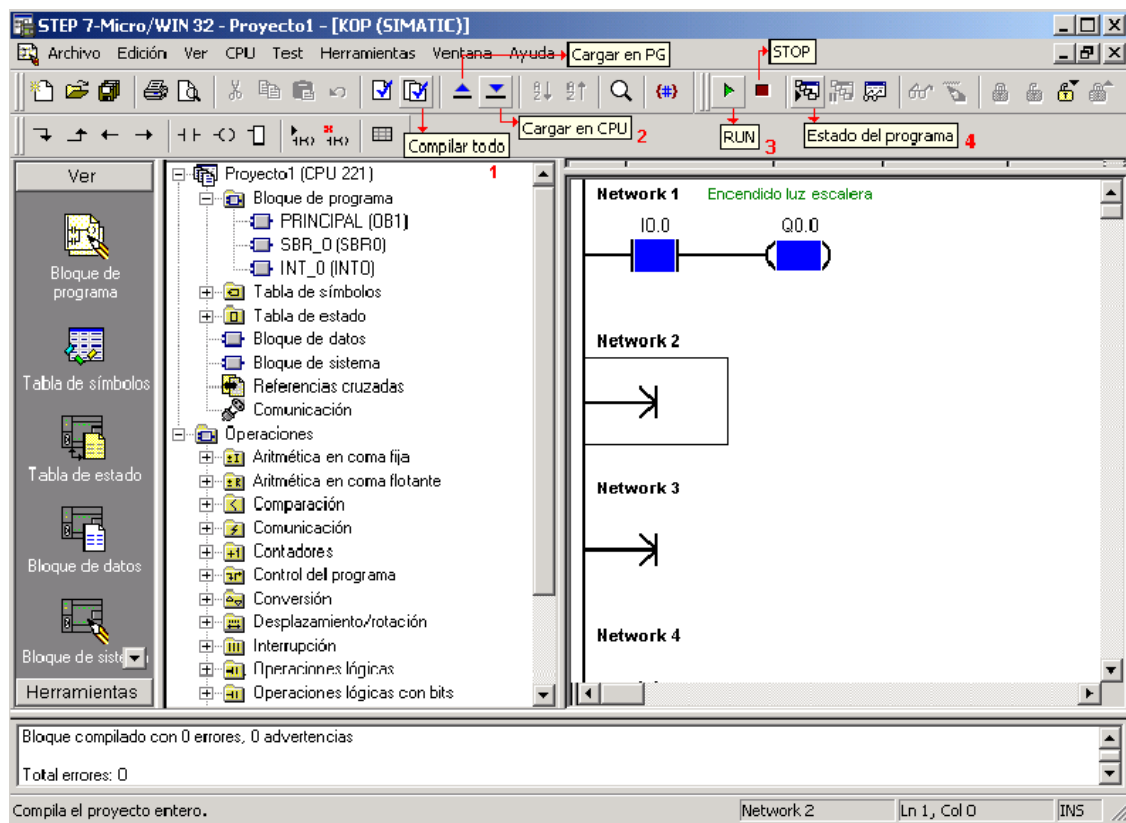 STEP 7-Micro/WIN 32 - Proyecto1 - [KOP (SIMATIC)]
Archivo Edición Ver CPU Test Herramientas Ventana Ayuda
Cargar en PG
STOP
Compilar todo
1
Cargar en CPU
2
RUN
3
Estado del programa
4
Ver
Bloque de
programa
Tabla de símbolos
Tabla de estado
Bloque de datos
Bloque de sist
Herramientas
Proyecto1 (CPU 221)
Bloque de programa
PRINCIPAL (OB1)
SBR_0 (SBR0)
INT_0 (INT0)
Tabla de símbolos
Tabla de estado
Bloque de datos
Bloque de sistema
Referencias cruzadas
Comunicación
Operaciones
Aritmética en coma fija
Aritmética en coma flotante
Comparación
Comunicación
Contadores
Control del programa
Conversión
Desplazamiento/rotación
Interrupción
Operaciones lógicas
Operaciones lógicas con bits
Network 1 Encendido luz escalera
I0.0 Q0.0
Network 2
Network 3
Network 4
Bloque compilado con 0 errores, 0 advertencias
Total errores: 0
Compila el proyecto entero.
Network 2
Ln 1, Col 0
INS